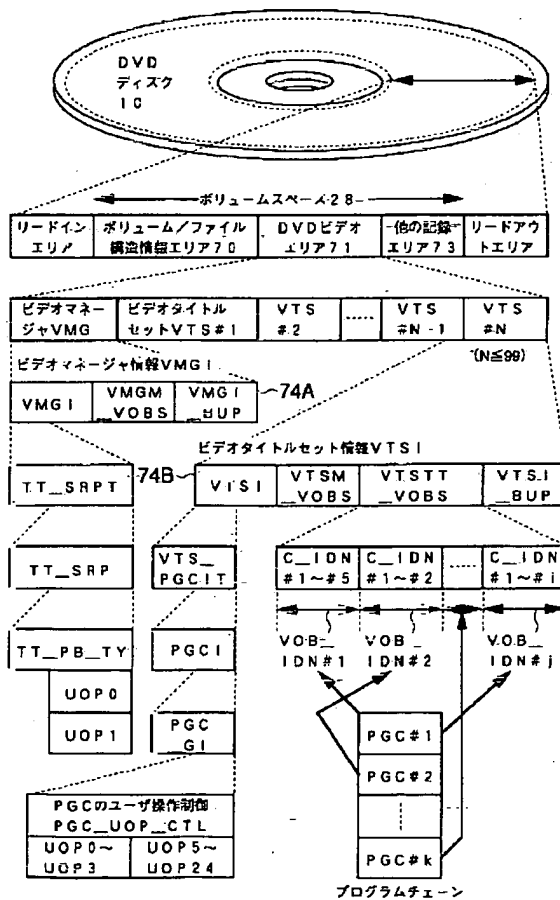 DVD
ディスク
10
ボリュームスペース28
リードイン
エリア
ボリューム/ファイル
構造情報エリア70
DVDビデオ
エリア71
他の記録
エリア73
リードアウ
トエリア
ビデオマネー
ジャVMG
ビデオタイトル
セットVTS#1
VTS
#2
VTS
#N-1
VTS
#N
(N≦99)
ビデオマネージャ情報VMGI
VMGI
VMGM
_VOBS
VMGI
_BUP
74A
ビデオタイトルセット情報VTSI
74B
VTSI
VTSM
_VOBS
VTSTT
_VOBS
VTSI
_BUP
TT_SRPT
TT_SRP
VTS_
PGCIT
C_IDN
#1~#5
C_IDN
#1~#2
C_IDN
#1~#i
VOB_
IDN#1
VOB_
IDN#2
VOB_
IDN#j
TT_PB_TY
UOP0
UOP1
PGCI
PGC
_GI
PGC#1
PGC#2
PGC#k
プログラムチェーン
PGCのユーザ操作制御
PGC_UOP_CTL
UOP0~
UOP3
UOP5~
UOP24